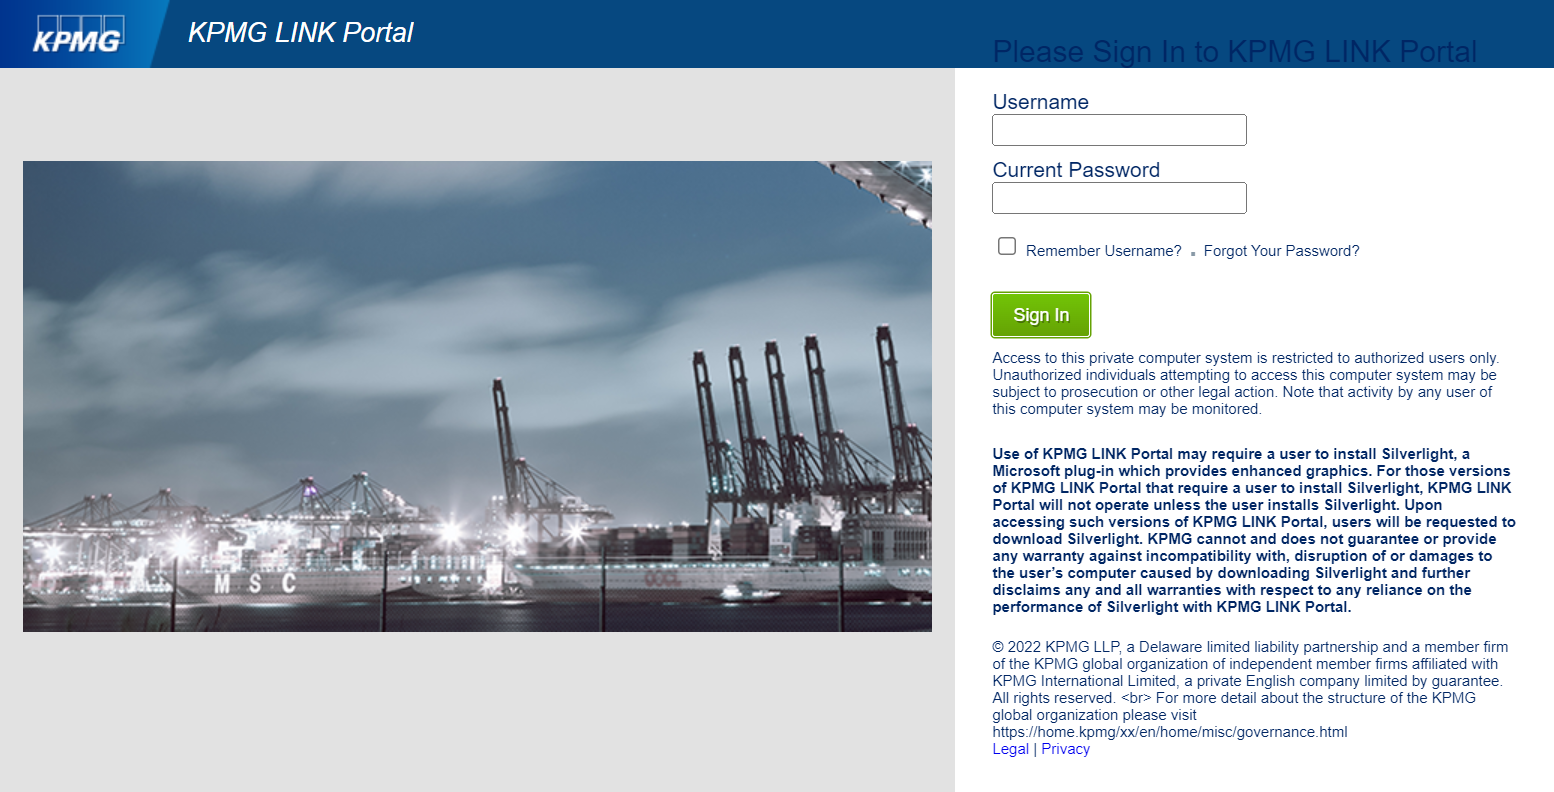 KPMG
KPMG LINK Portal
Please Sign In to KPMG LINK Portal
Username
Current Password
Remember Username? . Forgot Your Password?
Sign In
Access to this private computer system is restricted to authorized users only.
Unauthorized individuals attempting to access this computer system may be
subject to prosecution or other legal action. Note that activity by any user of
this computer system may be monitored.
Use of KPMG LINK Portal may require a user to install Silverlight, a
Microsoft plug-in which provides enhanced graphics. For those versions
of KPMG LINK Portal that require a user to install Silverlight, KPMG LINK
Portal will not operate unless the user installs Silverlight. Upon
accessing such versions of KPMG LINK Portal, users will be requested to
download Silverlight. KPMG cannot and does not guarantee or provide
any warranty against incompatibility with, disruption of or damages to
the user’s computer caused by downloading Silverlight and further
disclaims any and all warranties with respect to any reliance on the
performance of Silverlight with KPMG LINK Portal.
© 2022 KPMG LLP, a Delaware limited liability partnership and a member firm
of the KPMG global organization of independent member firms affiliated with
KPMG International Limited, a private English company limited by guarantee.
All rights reserved. <br> For more detail about the structure of the KPMG
global organization please visit
https://home.kpmg/xx/en/home/misc/governance.html
Legal | Privacy
MSC
OOCL